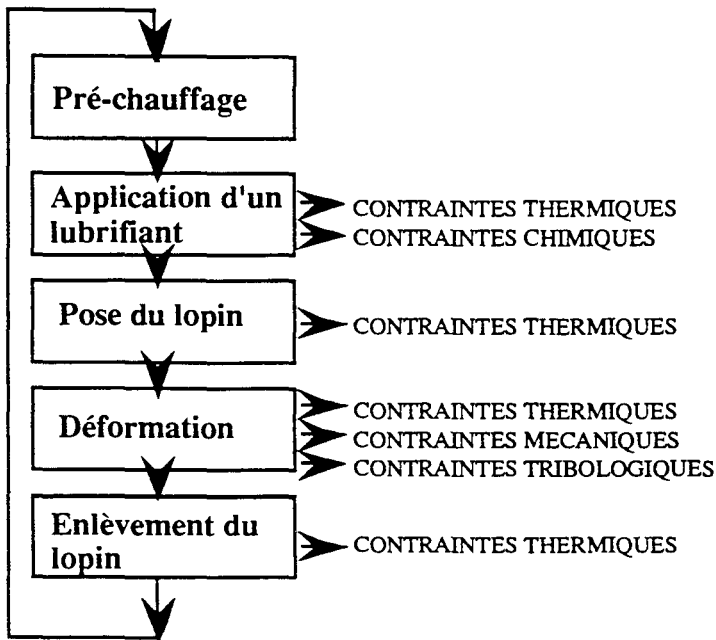 Pré-chauffage
Application d'un
lubrifiant
CONTRAINTES THERMIQUES
CONTRAINTES CHIMIQUES
Pose du lopin
CONTRAINTES THERMIQUES
Déformation
CONTRAINTES THERMIQUES
CONTRAINTES MECANIQUES
CONTRAINTES TRIBOLOGIQUES
Enlèvement du
lopin
CONTRAINTES THERMIQUES